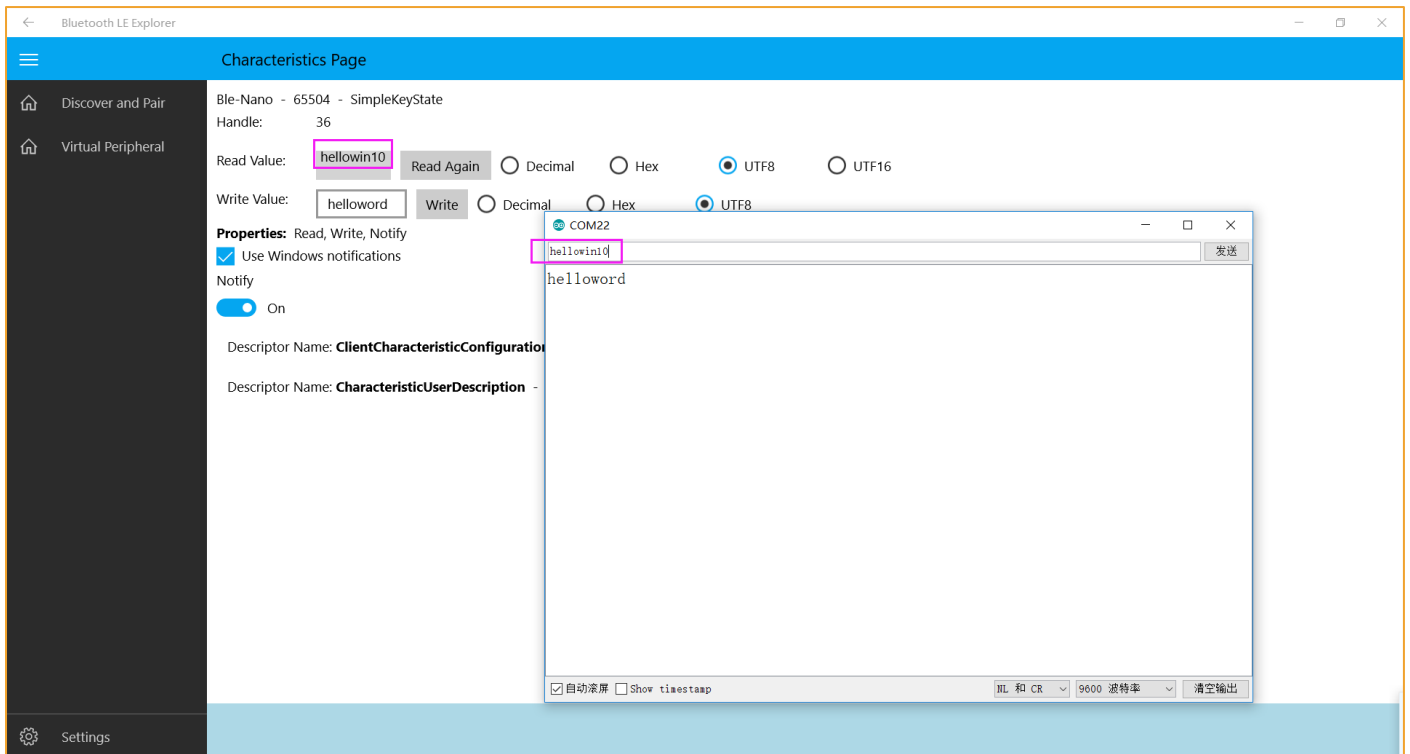 Bluetooth LE Explorer
Characteristics Page
Discover and Pair
Virtual Peripheral
Ble-Nano - 65504 - SimpleKeyState
Handle: 36
Read Value: hellowin10 Read Again Decimal Hex UTF8 UTF16
Write Value: helloword Write Decimal Hex UTF8
Properties: Read, Write, Notify
Use Windows notifications
Notify
On
Descriptor Name: ClientCharacteristicConfiguration
Descriptor Name: CharacteristicUserDescription -
COM22
hellowin10 发送
helloword
自动滚屏 Show timestamp NL 和 CR 9600 波特率 清空输出
Settings